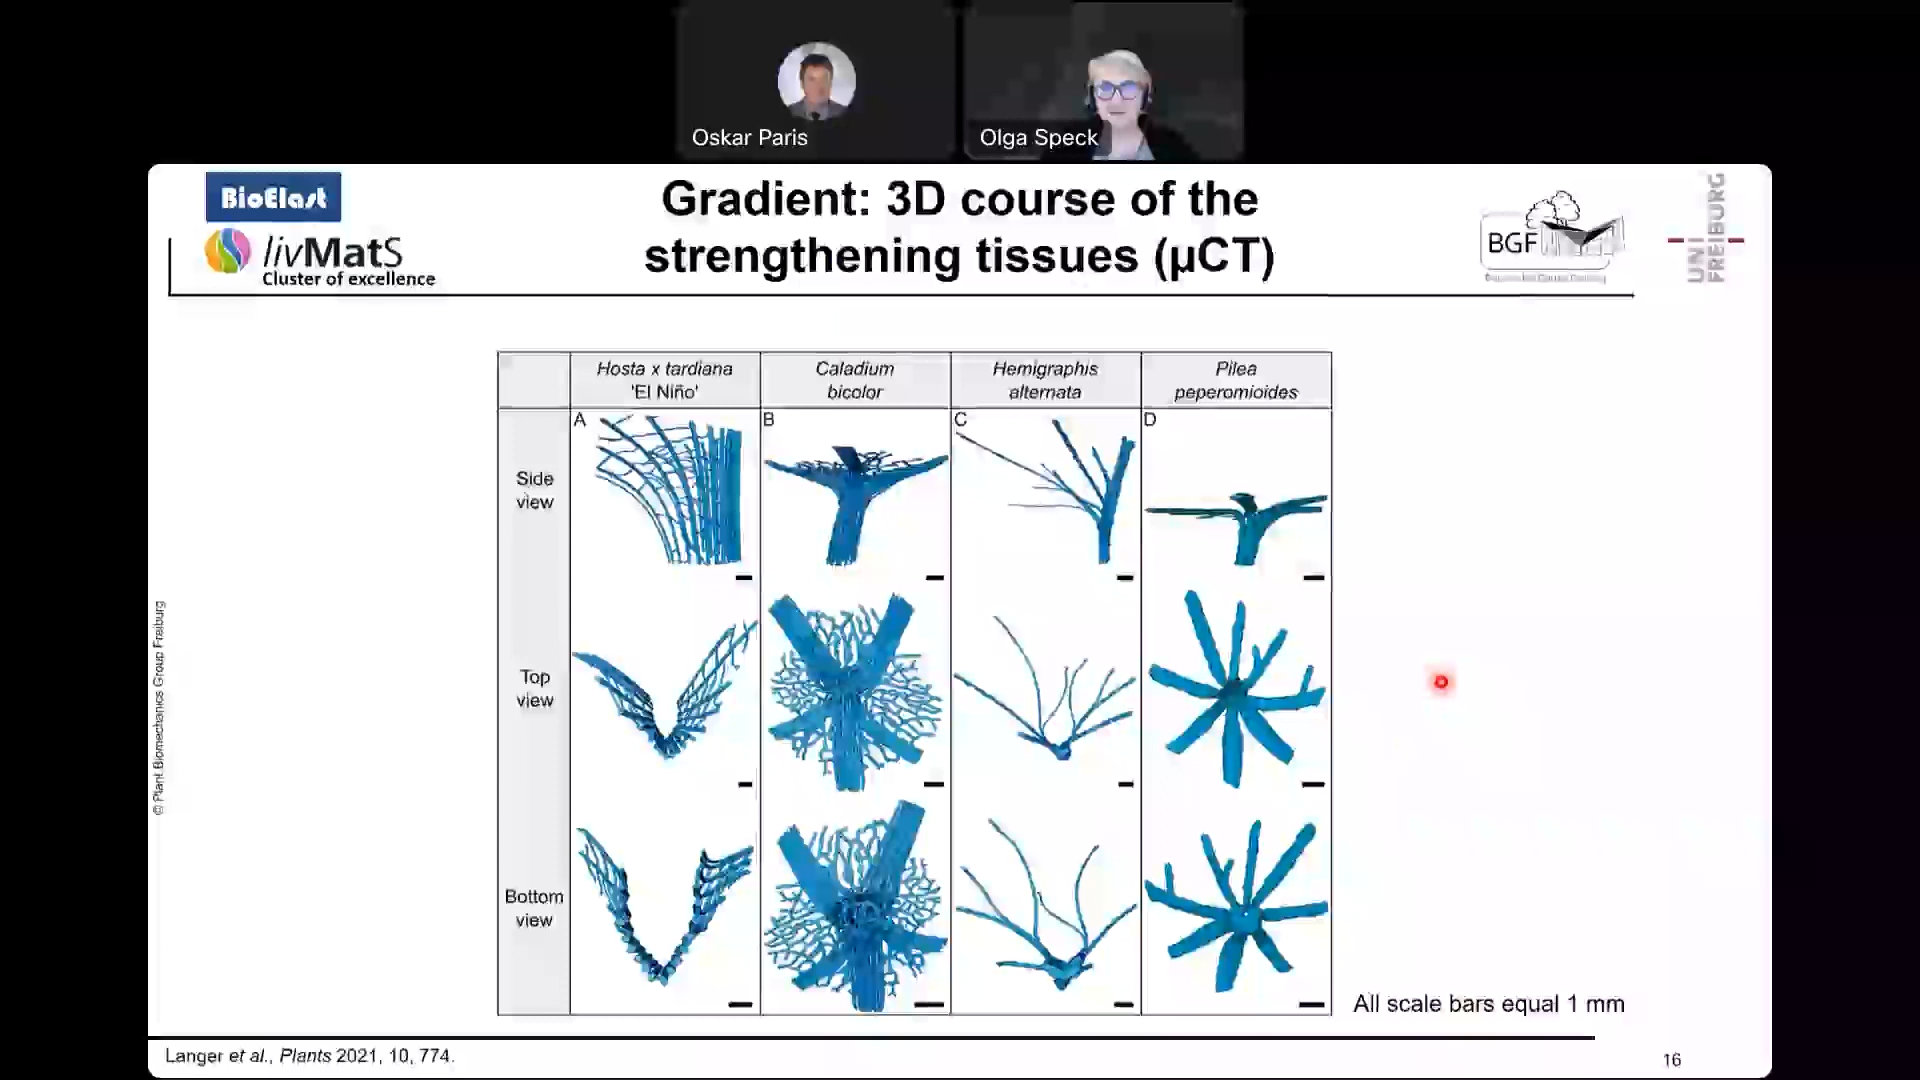 Oskar Paris
Olga Speck
BioElast
livMatS
Cluster of excellence
Gradient: 3D course of the
strengthening tissues (µCT)
BGF
UNI
FREIBURG
Hosta x tardiana
'El Niño'
Caladium
bicolor
Hemigraphis
alternata
Pilea
peperomioides
A
B
C
D
Side
view
Top
view
Bottom
view
© Plant Biomechanics Group Freiburg
All scale bars equal 1 mm
Langer et al., Plants 2021, 10, 774.
16